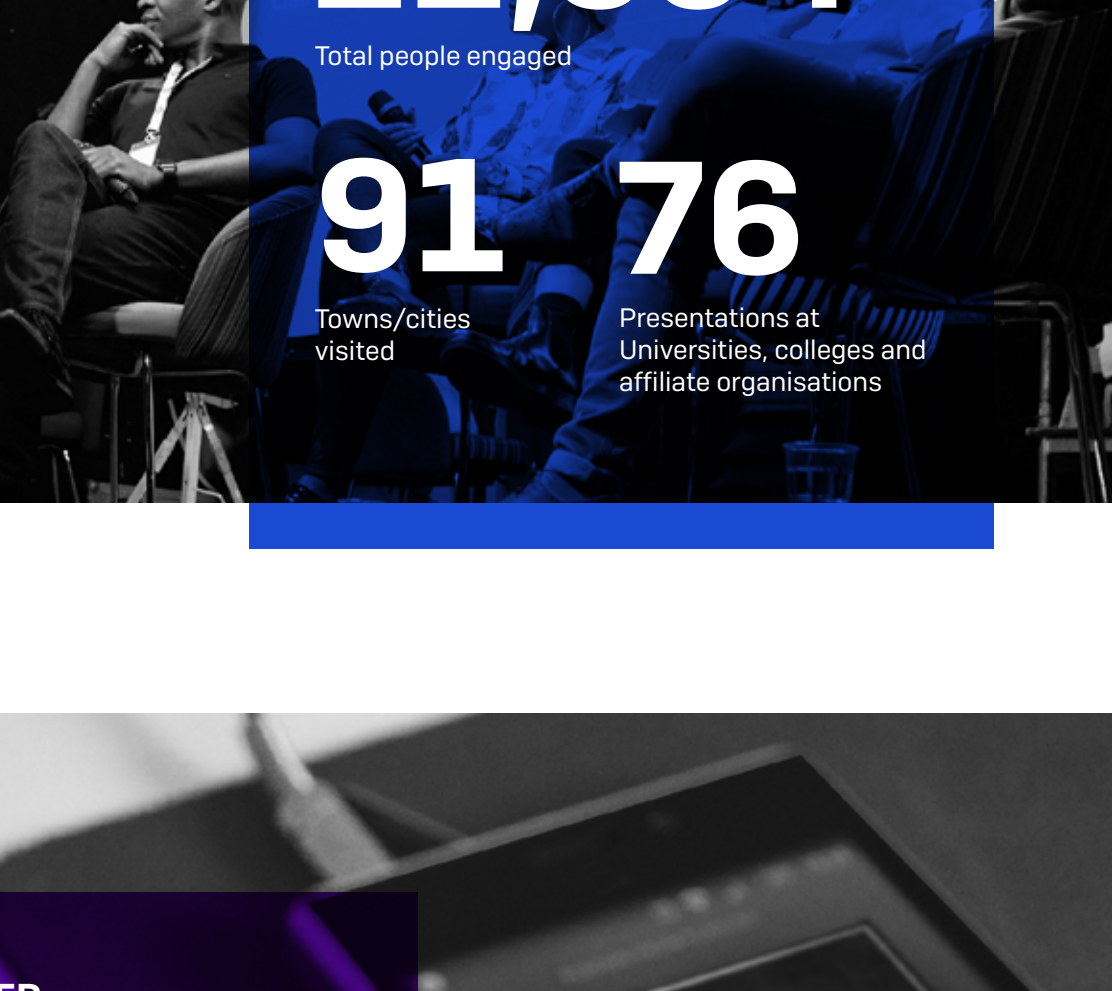 Total people engaged
91
76
Towns/cities
visited
Presentations at
Universities, colleges and
affiliate organisations